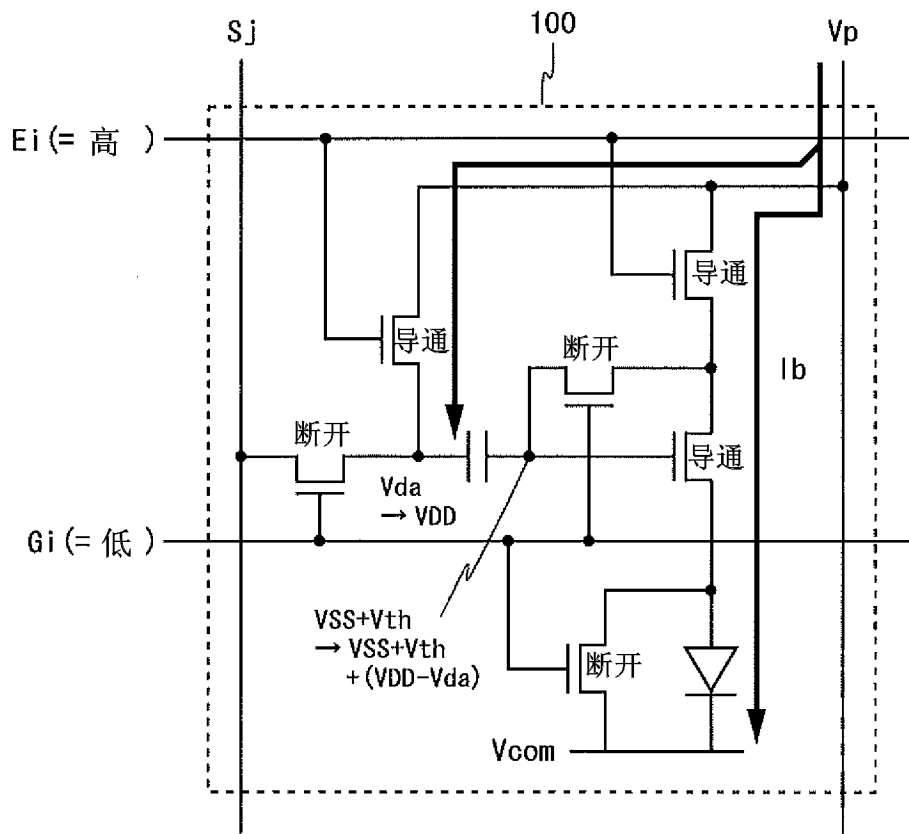 Sj
100
Vp
Ei(=高 )
导通
导通
断开
Ib
断开
导通
Vda
→ VDD
Gi(=低 )
VSS+Vth
→ VSS+Vth
+(VDD-Vda)
断开
Vcom